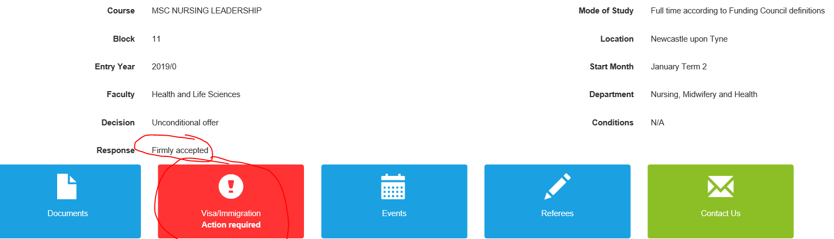 Course MSC NURSING LEADERSHIP Mode of Study Full time according to Funding Council definitions
Block 11 Location Newcastle upon Tyne
Entry Year 2019/0 Start Month January Term 2
Faculty Health and Life Sciences Department Nursing, Midwifery and Health
Decision Unconditional offer Conditions N/A
Response Firmly accepted
Documents Visa/Immigration Events Referees Contact Us
Action required